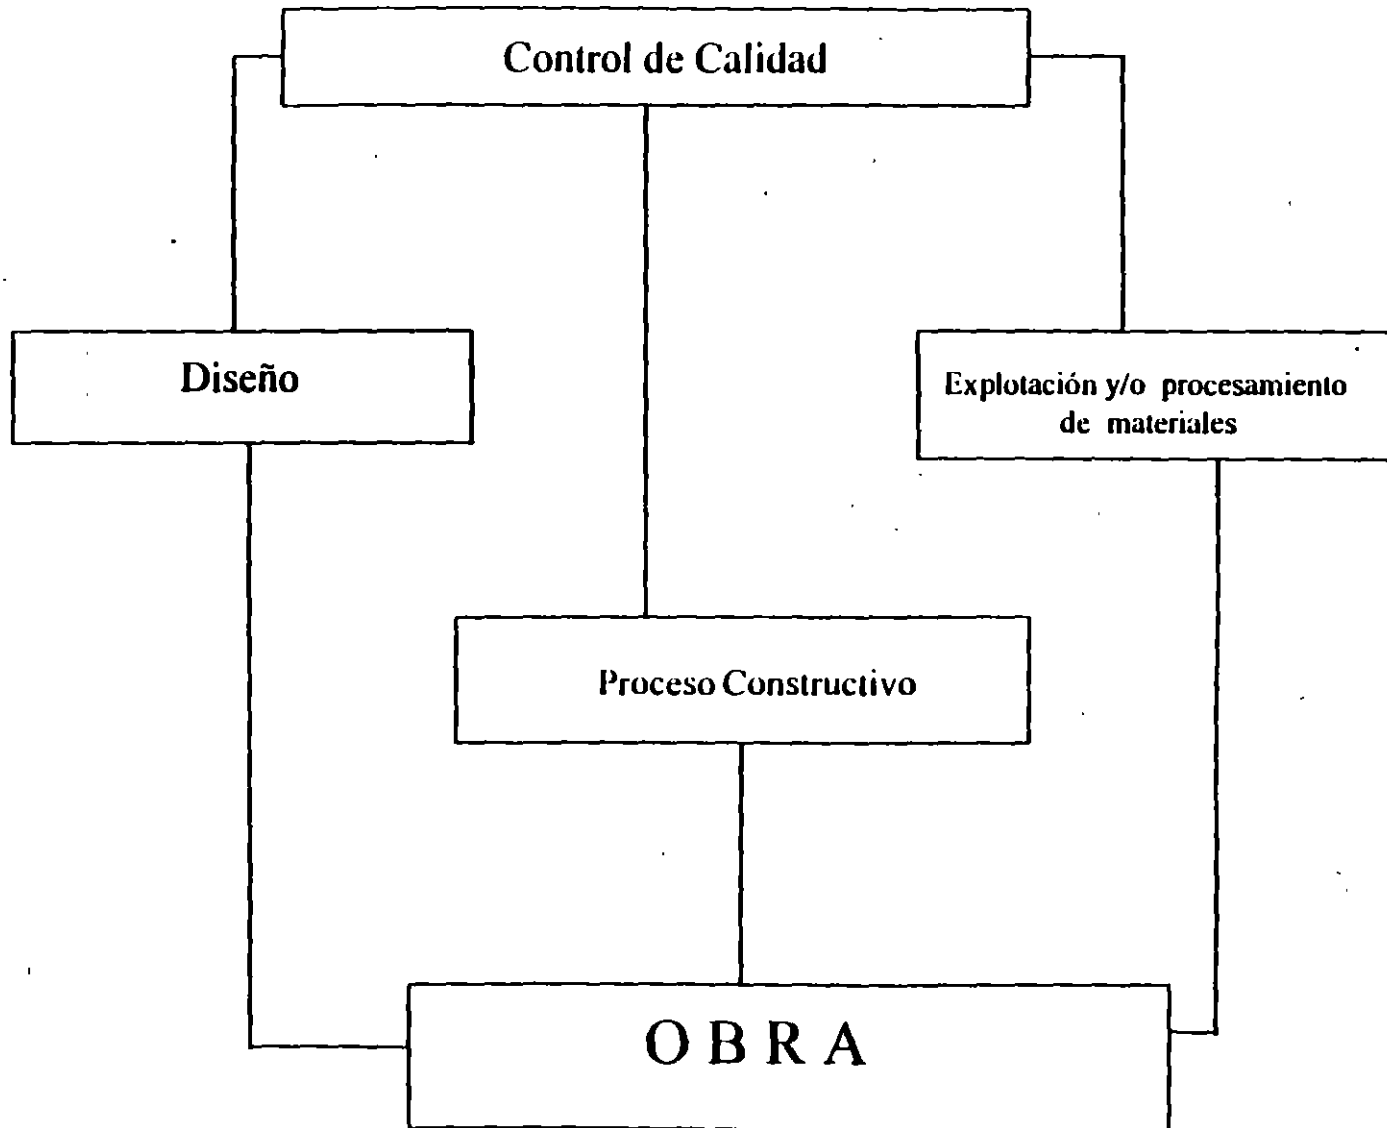 Control de Calidad
Diseño
Explotación y/o procesamiento
de materiales
Proceso Constructivo
O B R A